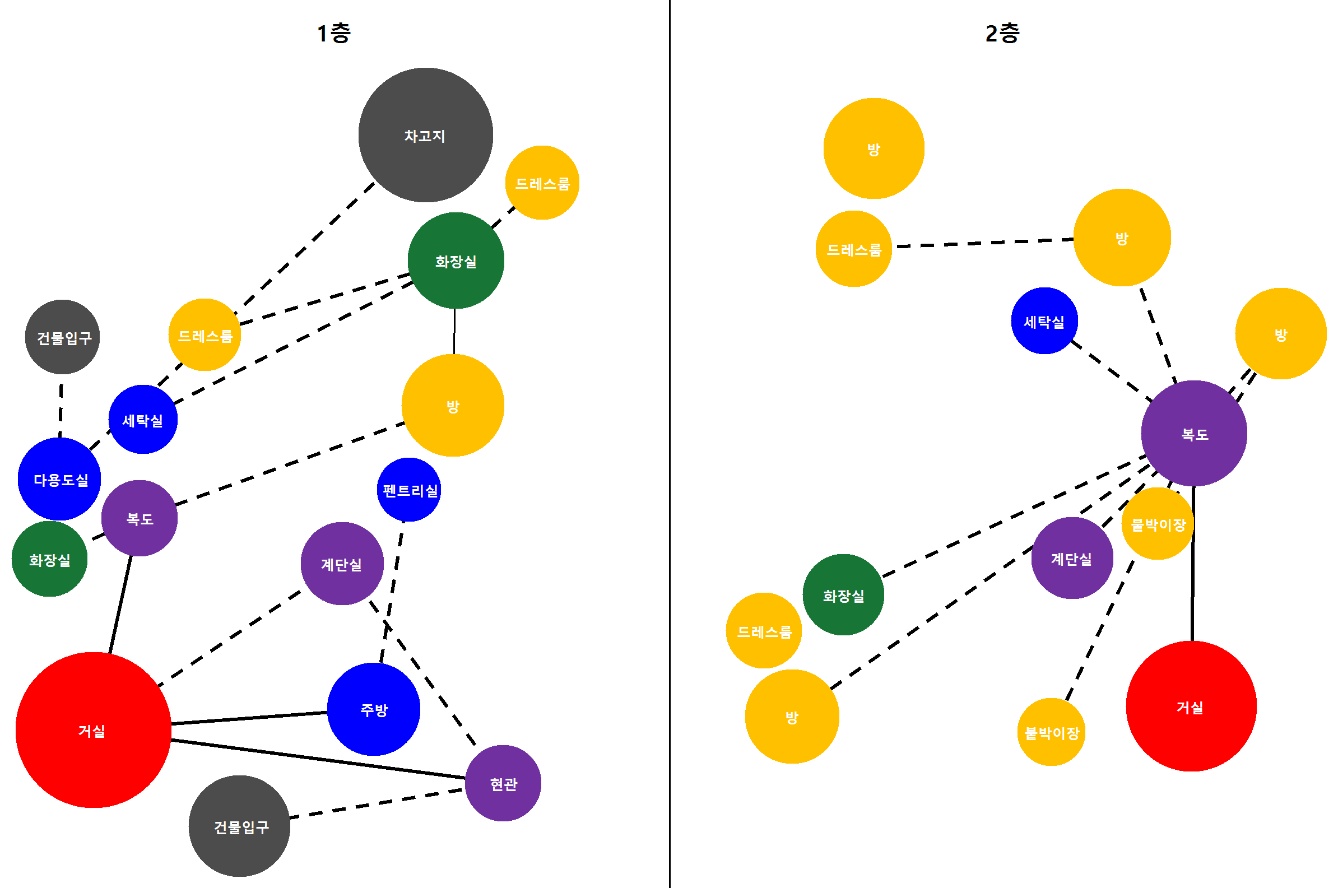 1층
차고지
드레스룸
화장실
건물입구
드레스룸
방
세탁실
다용도실
펜트리실
복도
화장실
계단실
주방
거실
현관
건물입구
2층
방
방
드레스룸
세탁실
방
복도
붙박이장
계단실
화장실
드레스룸
방
붙박이장
거실